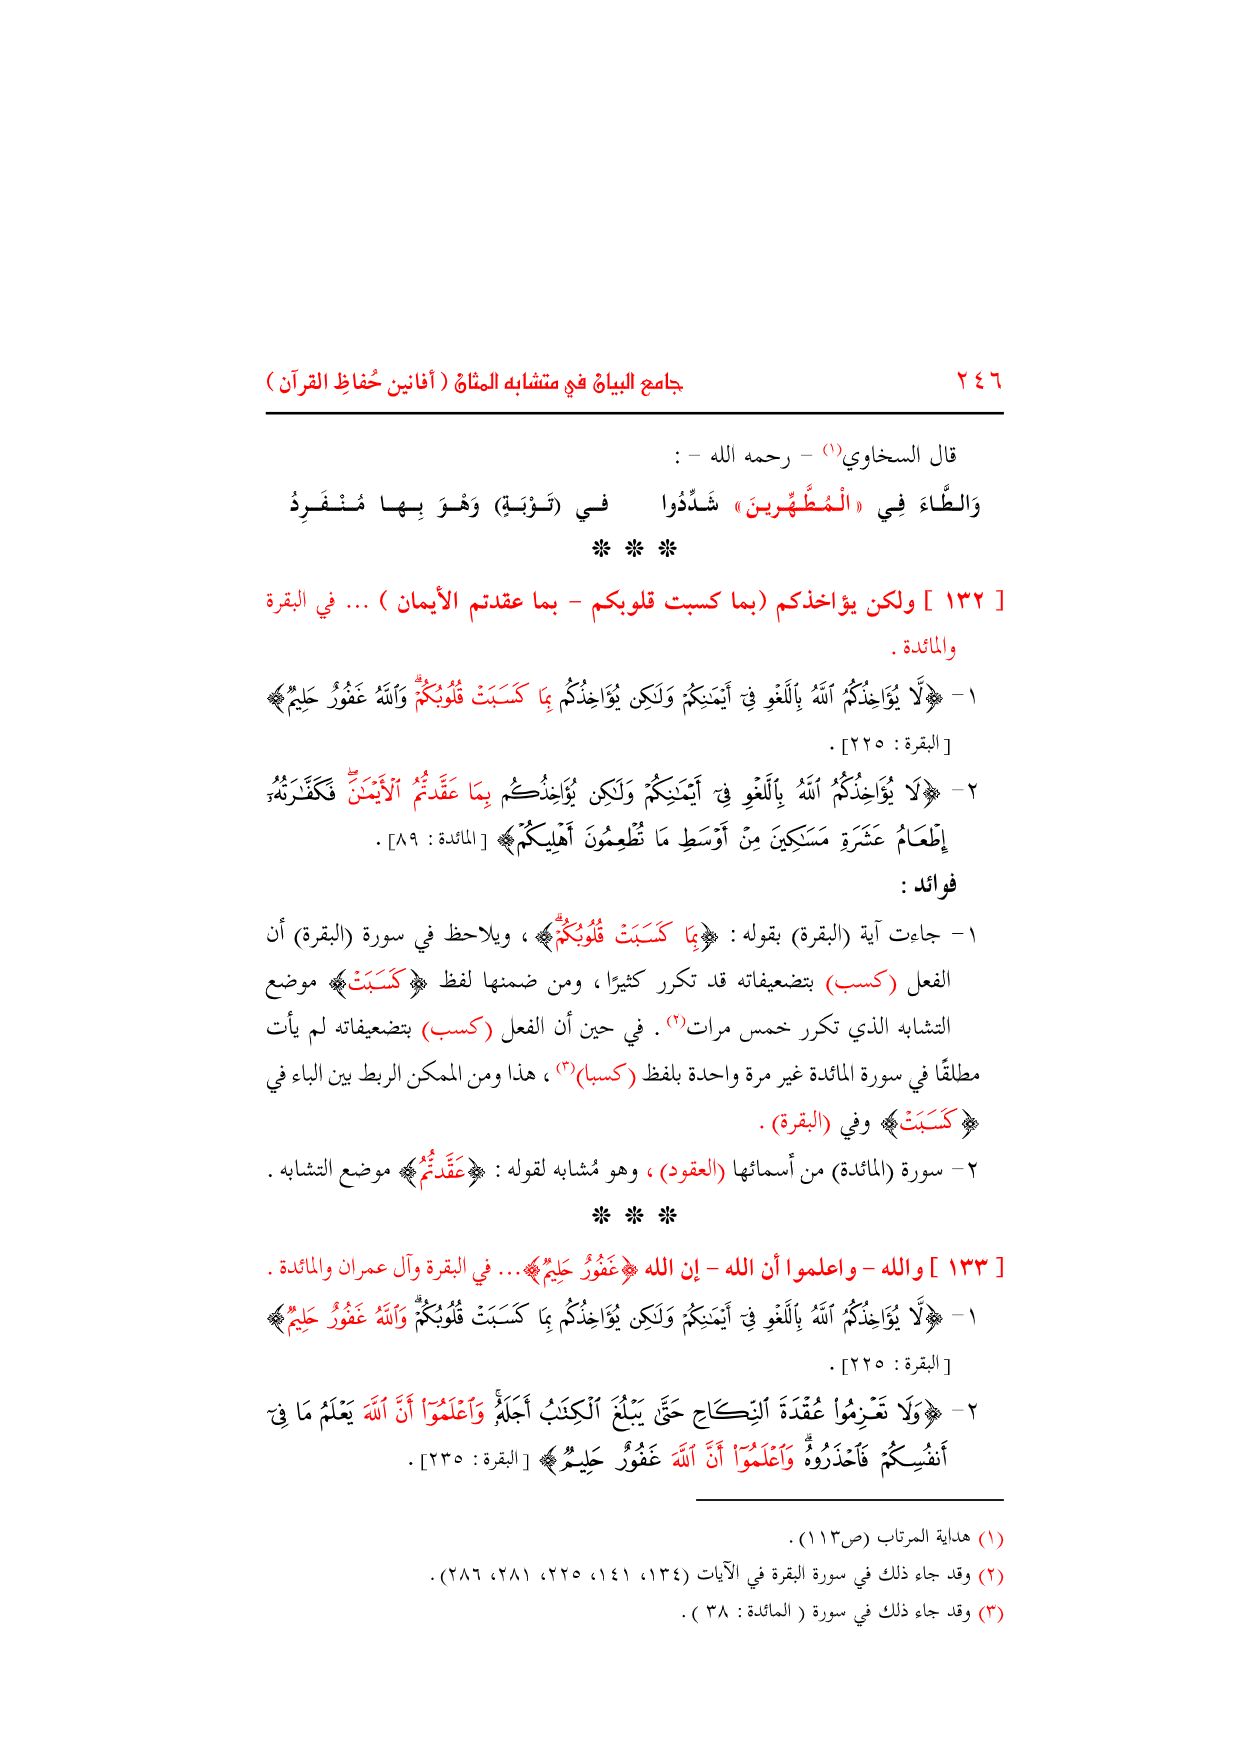 ٢٤٦ جامع البيان في متشابه المثان ( أفانين حُفاظِ القرآن )
قال السخاوي(١) – رحمه الله – :
وَالطَّاءَ فِي «الْمُطَّهِّرِينَ» شَدِّدُوا فـي (تَـوْبَـةٍ) وَهْـوَ بِـهـا مُـنْـفَـرِدُ
❊ ❊ ❊
[ ١٣٢ ] ولكن يؤاخذكم (بما كسبت قلوبكم – بما عقدتم الأيمان ) ... في البقرة
والمائدة .
١– ﴿لَّا يُؤَاخِذُكُمُ ٱللَّهُ بِٱللَّغْوِ فِىٓ أَيْمَـٰنِكُمْ وَلَـٰكِن يُؤَاخِذُكُم بِمَا كَسَبَتْ قُلُوبُكُمْ ۗ وَٱللَّهُ غَفُورٌ حَلِيمٌ﴾
[البقرة : ٢٢٥] .
٢– ﴿لَا يُؤَاخِذُكُمُ ٱللَّهُ بِٱللَّغْوِ فِىٓ أَيْمَـٰنِكُمْ وَلَـٰكِن يُؤَاخِذُكُم بِمَا عَقَّدتُّمُ ٱلْأَيْمَـٰنَ ۖ فَكَفَّـٰرَتُهُۥٓ
إِطْعَامُ عَشَرَةِ مَسَـٰكِينَ مِنْ أَوْسَطِ مَا تُطْعِمُونَ أَهْلِيكُمْ﴾ [المائدة : ٨٩] .
فوائد :
١– جاءت آية (البقرة) بقوله : ﴿بِمَا كَسَبَتْ قُلُوبُكُمْ ۗ﴾ ، ويلاحظ في سورة (البقرة) أن
الفعل (كسب) بتضعيفاته قد تكرر كثيرًا ، ومن ضمنها لفظ ﴿كَسَبَتْ﴾ موضع
التشابه الذي تكرر خمس مرات(٢) . في حين أن الفعل (كسب) بتضعيفاته لم يأت
مطلقًا في سورة المائدة غير مرة واحدة بلفظ (كسبا)(٣) ، هذا ومن الممكن الربط بين الباء في
﴿كَسَبَتْ﴾ وفي (البقرة) .
٢– سورة (المائدة) من أسمائها (العقود) ، وهو مُشابه لقوله : ﴿عَقَّدتُّمُ﴾ موضع التشابه .
❊ ❊ ❊
[ ١٣٣ ] والله – واعلموا أن الله – إن الله ﴿غَفُورٌ حَلِيمٌ﴾... في البقرة وآل عمران والمائدة .
١– ﴿لَّا يُؤَاخِذُكُمُ ٱللَّهُ بِٱللَّغْوِ فِىٓ أَيْمَـٰنِكُمْ وَلَـٰكِن يُؤَاخِذُكُم بِمَا كَسَبَتْ قُلُوبُكُمْ ۗ وَٱللَّهُ غَفُورٌ حَلِيمٌ﴾
[البقرة : ٢٢٥] .
٢– ﴿وَلَا تَعْزِمُوا۟ عُقْدَةَ ٱلنِّكَاحِ حَتَّىٰ يَبْلُغَ ٱلْكِتَـٰبُ أَجَلَهُۥ ۚ وَٱعْلَمُوٓا۟ أَنَّ ٱللَّهَ يَعْلَمُ مَا فِىٓ
أَنفُسِكُمْ فَٱحْذَرُوهُ ۚ وَٱعْلَمُوٓا۟ أَنَّ ٱللَّهَ غَفُورٌ حَلِيمٌ﴾ [البقرة : ٢٣٥] .
(١) هداية المرتاب (ص١١٣) .
(٢) وقد جاء ذلك في سورة البقرة في الآيات (١٣٤، ١٤١، ٢٢٥، ٢٨١، ٢٨٦) .
(٣) وقد جاء ذلك في سورة ( المائدة : ٣٨ ) .